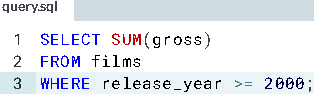 query.sql
1 SELECT SUM(gross)
2 FROM films
3 WHERE release_year >= 2000;